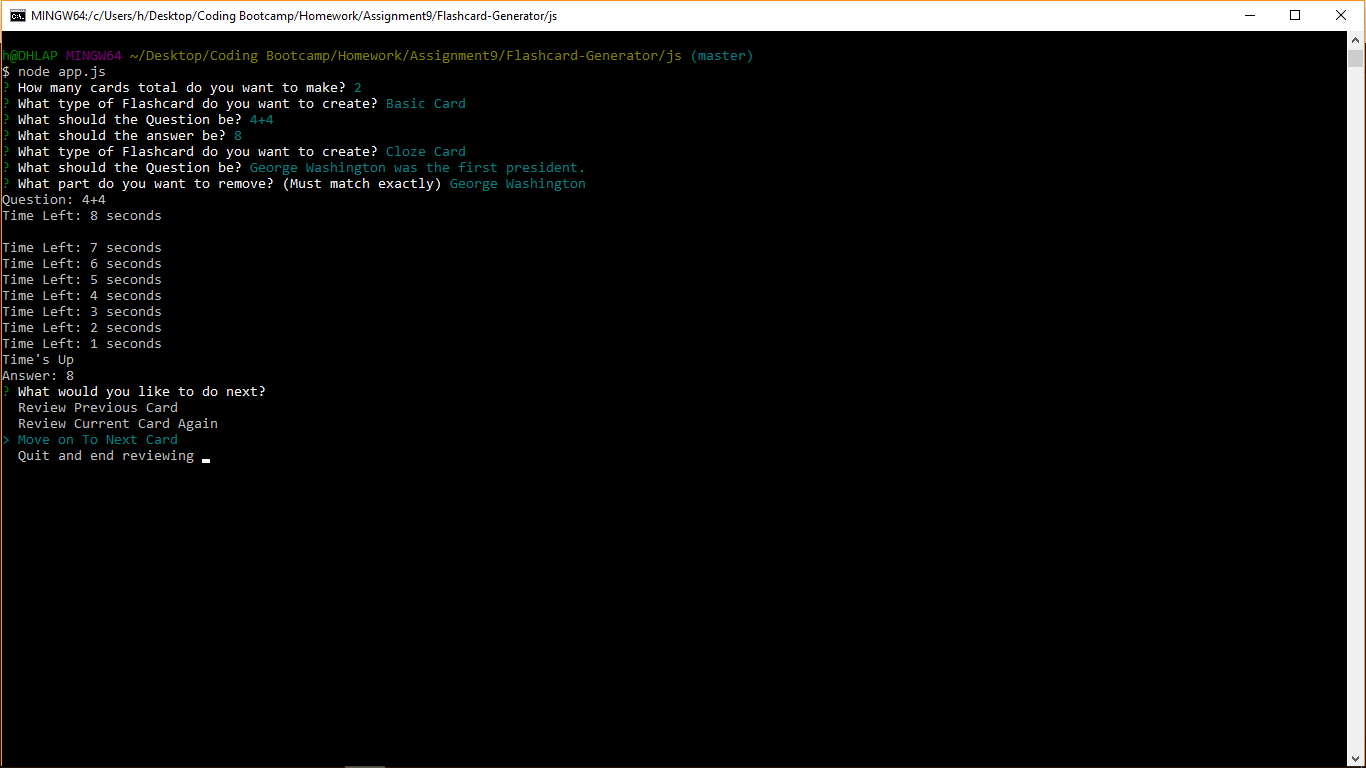 MINGW64:/c/Users/h/Desktop/Coding Bootcamp/Homework/Assignment9/Flashcard-Generator/js
h@DHLAP MINGW64 ~/Desktop/Coding Bootcamp/Homework/Assignment9/Flashcard-Generator/js (master)
$ node app.js
? How many cards total do you want to make? 2
? What type of Flashcard do you want to create? Basic Card
? What should the Question be? 4+4
? What should the answer be? 8
? What type of Flashcard do you want to create? Cloze Card
? What should the Question be? George Washington was the first president.
? What part do you want to remove? (Must match exactly) George Washington
Question: 4+4
Time Left: 8 seconds
Time Left: 7 seconds
Time Left: 6 seconds
Time Left: 5 seconds
Time Left: 4 seconds
Time Left: 3 seconds
Time Left: 2 seconds
Time Left: 1 seconds
Time's Up
Answer: 8
? What would you like to do next?
Review Previous Card
Review Current Card Again
> Move on To Next Card
Quit and end reviewing